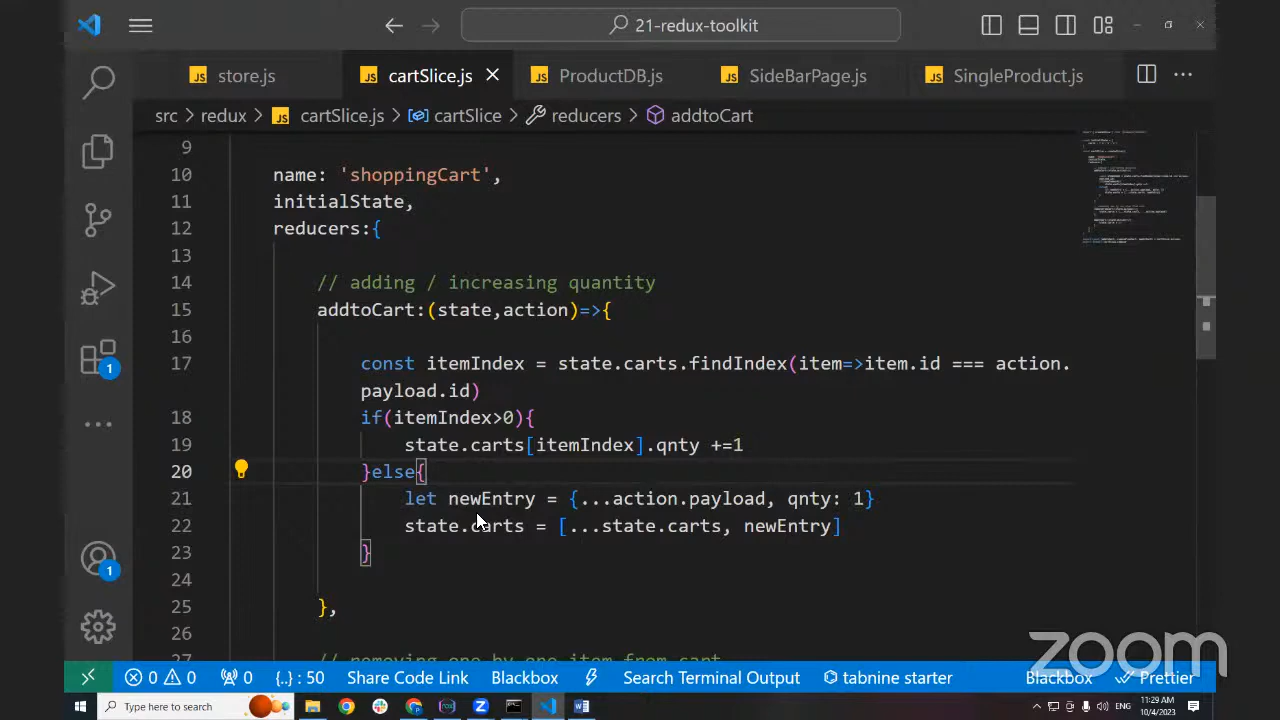 21-redux-toolkit
store.js
cartSlice.js
ProductDB.js
SideBarPage.js
SingleProduct.js
src > redux > JS cartSlice.js > cartSlice > reducers > addtoCart
9
10 name: 'shoppingCart',
11 initialState,
12 reducers:{
13
14 // adding / increasing quantity
15 addtoCart:(state,action)=>{
16
17 const itemIndex = state.carts.findIndex(item=>item.id === action.
payload.id)
18 if(itemIndex>0){
19 state.carts[itemIndex].qnty +=1
20 }else{
21 let newEntry = {...action.payload, qnty: 1}
22 state.carts = [...state.carts, newEntry]
23 }
24
25 },
26
27 // removing one by one item from cart
1
1
zoom
0 0 0 {..} : 50 Share Code Link Blackbox Search Terminal Output tabnine starter Blackbox Prettier
Type here to search
ENG
11:29 AM
10/4/2023